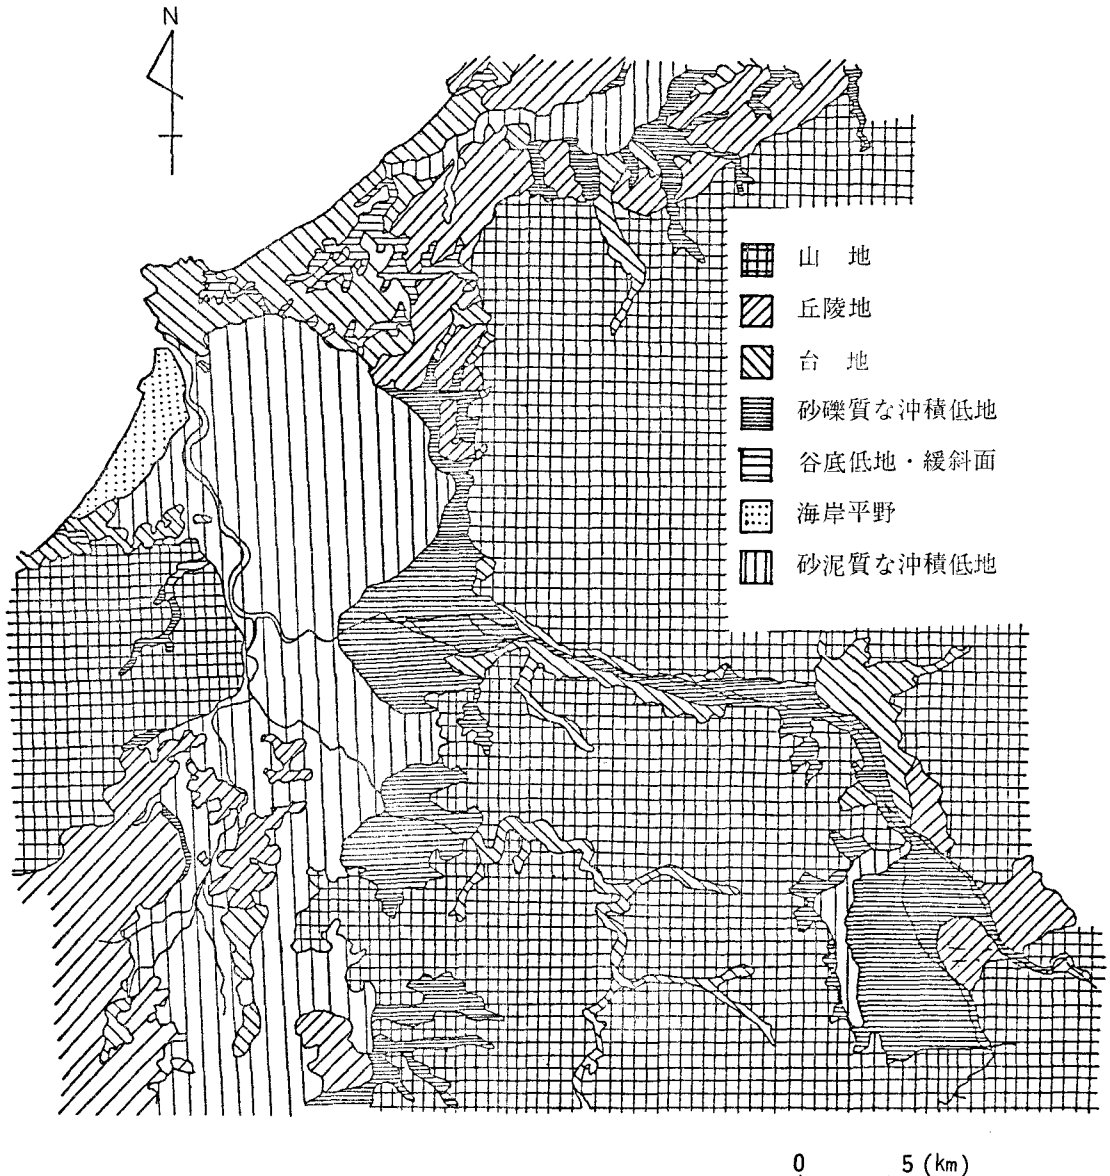 N
山 地
丘陵地
台 地
砂礫質な沖積低地
谷底低地・緩斜面
海岸平野
砂泥質な沖積低地
0 5 (km)